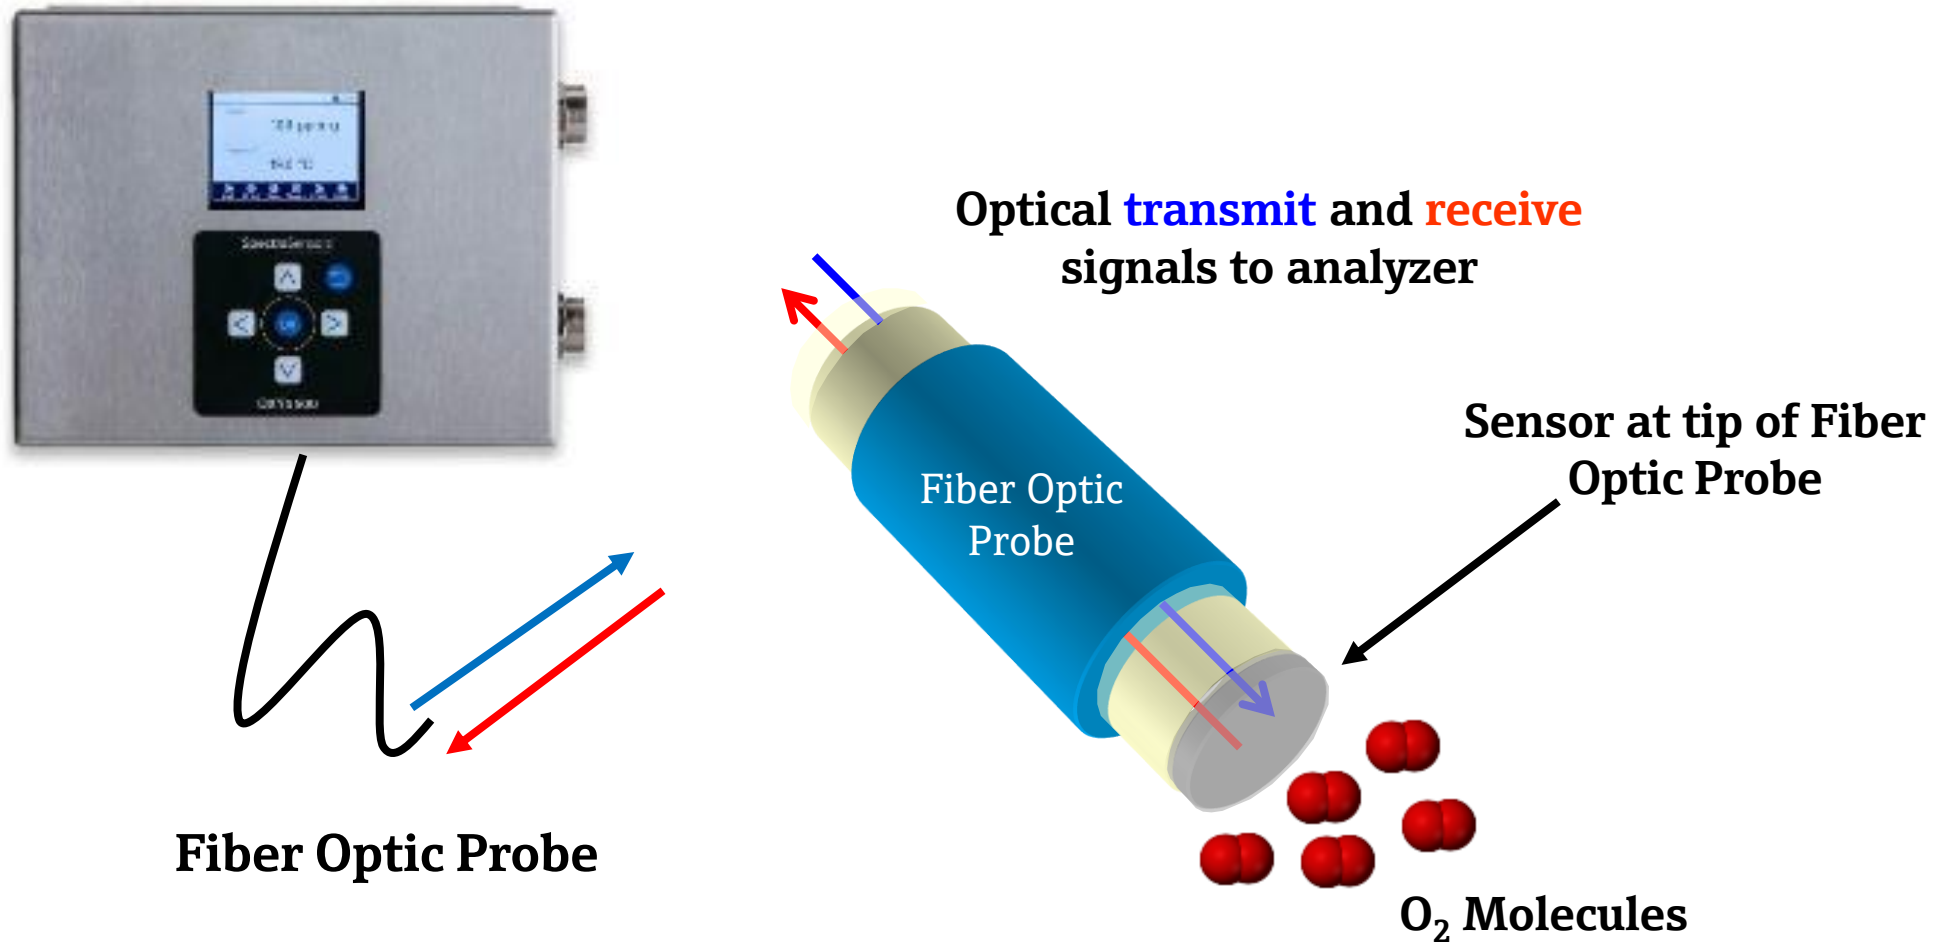 SpectraSensors
Optical transmit and receive
signals to analyzer
Sensor at tip of Fiber
Optic Probe
Fiber Optic
Probe
Fiber Optic Probe
O₂ Molecules